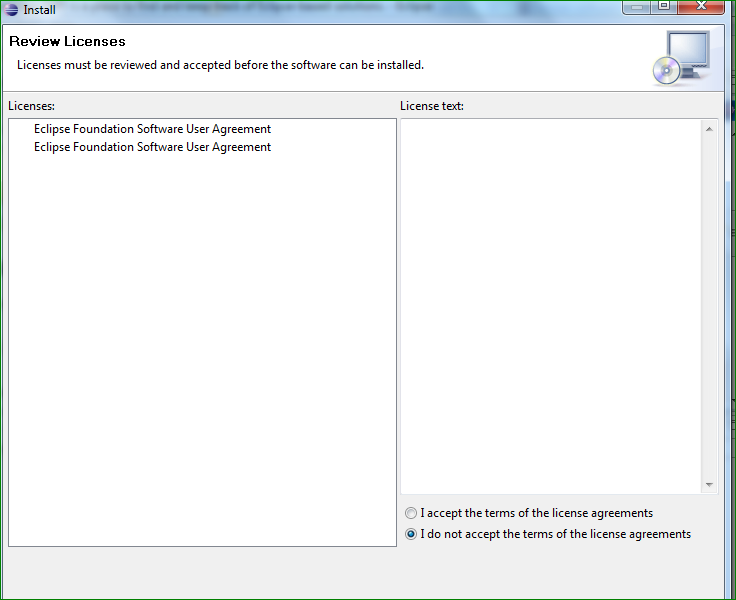 Install
Review Licenses
Licenses must be reviewed and accepted before the software can be installed.
Licenses:
License text:
Eclipse Foundation Software User Agreement
Eclipse Foundation Software User Agreement
I accept the terms of the license agreements
I do not accept the terms of the license agreements